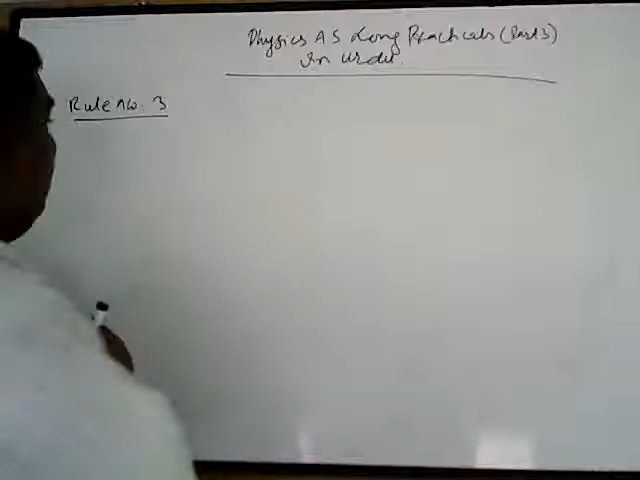 Physics AS Long Practicals (Part 3)
In Urdu.
Rule no. 3